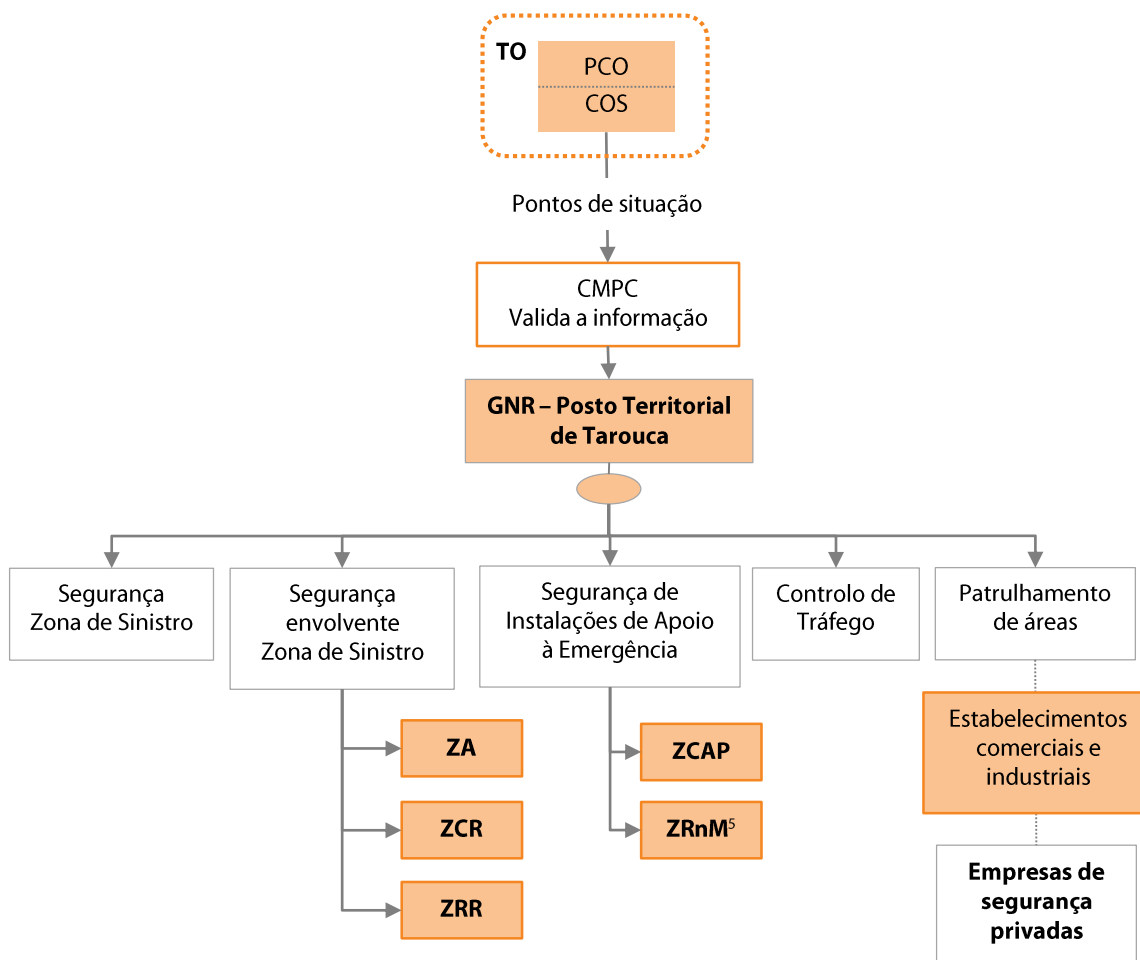 TO
PCO
COS
Pontos de situação
CMPC
Valida a informação
GNR – Posto Territorial
de Tarouca
Segurança
Zona de Sinistro
Segurança
envolvente
Zona de Sinistro
Segurança de
Instalações de Apoio
à Emergência
Controlo de
Tráfego
Patrulhamento
de áreas
ZA
ZCR
ZRR
ZCAP
ZRnM⁵
Estabelecimentos
comerciais e
industriais
Empresas de
segurança
privadas